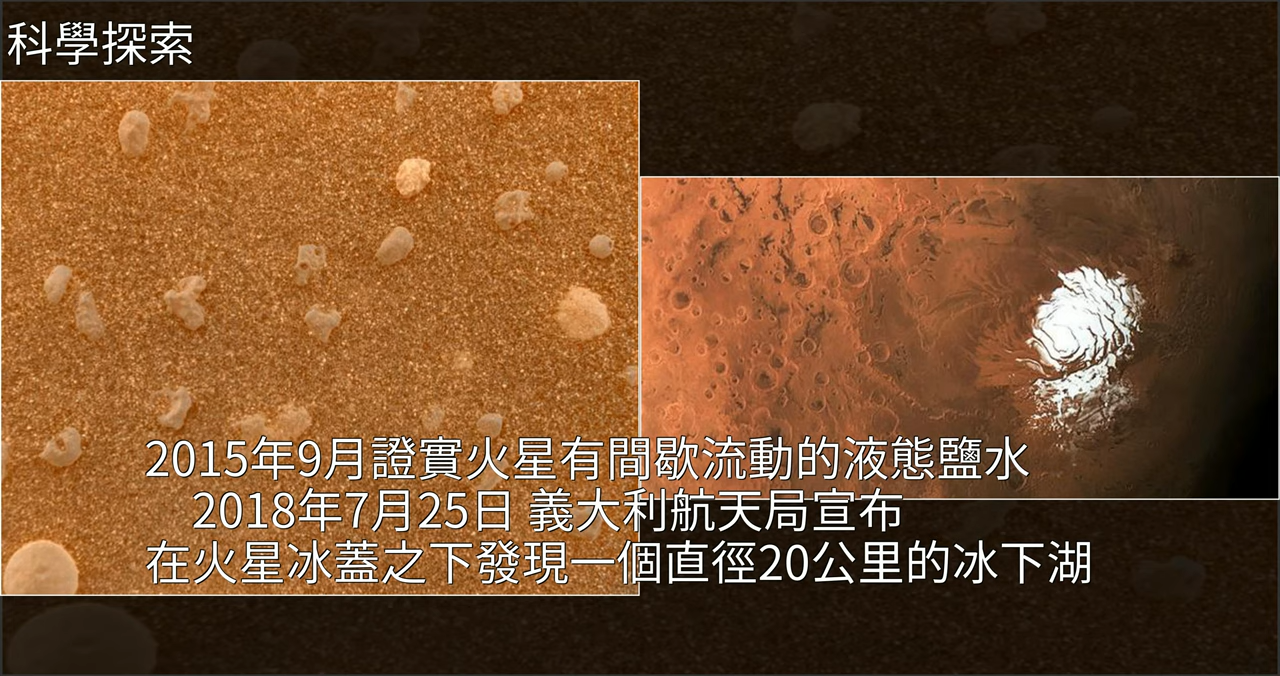 科學探索
2015年9月證實火星有間歇流動的液態鹽水
2018年7月25日 義大利航天局宣布
在火星冰蓋之下發現一個直徑20公里的冰下湖